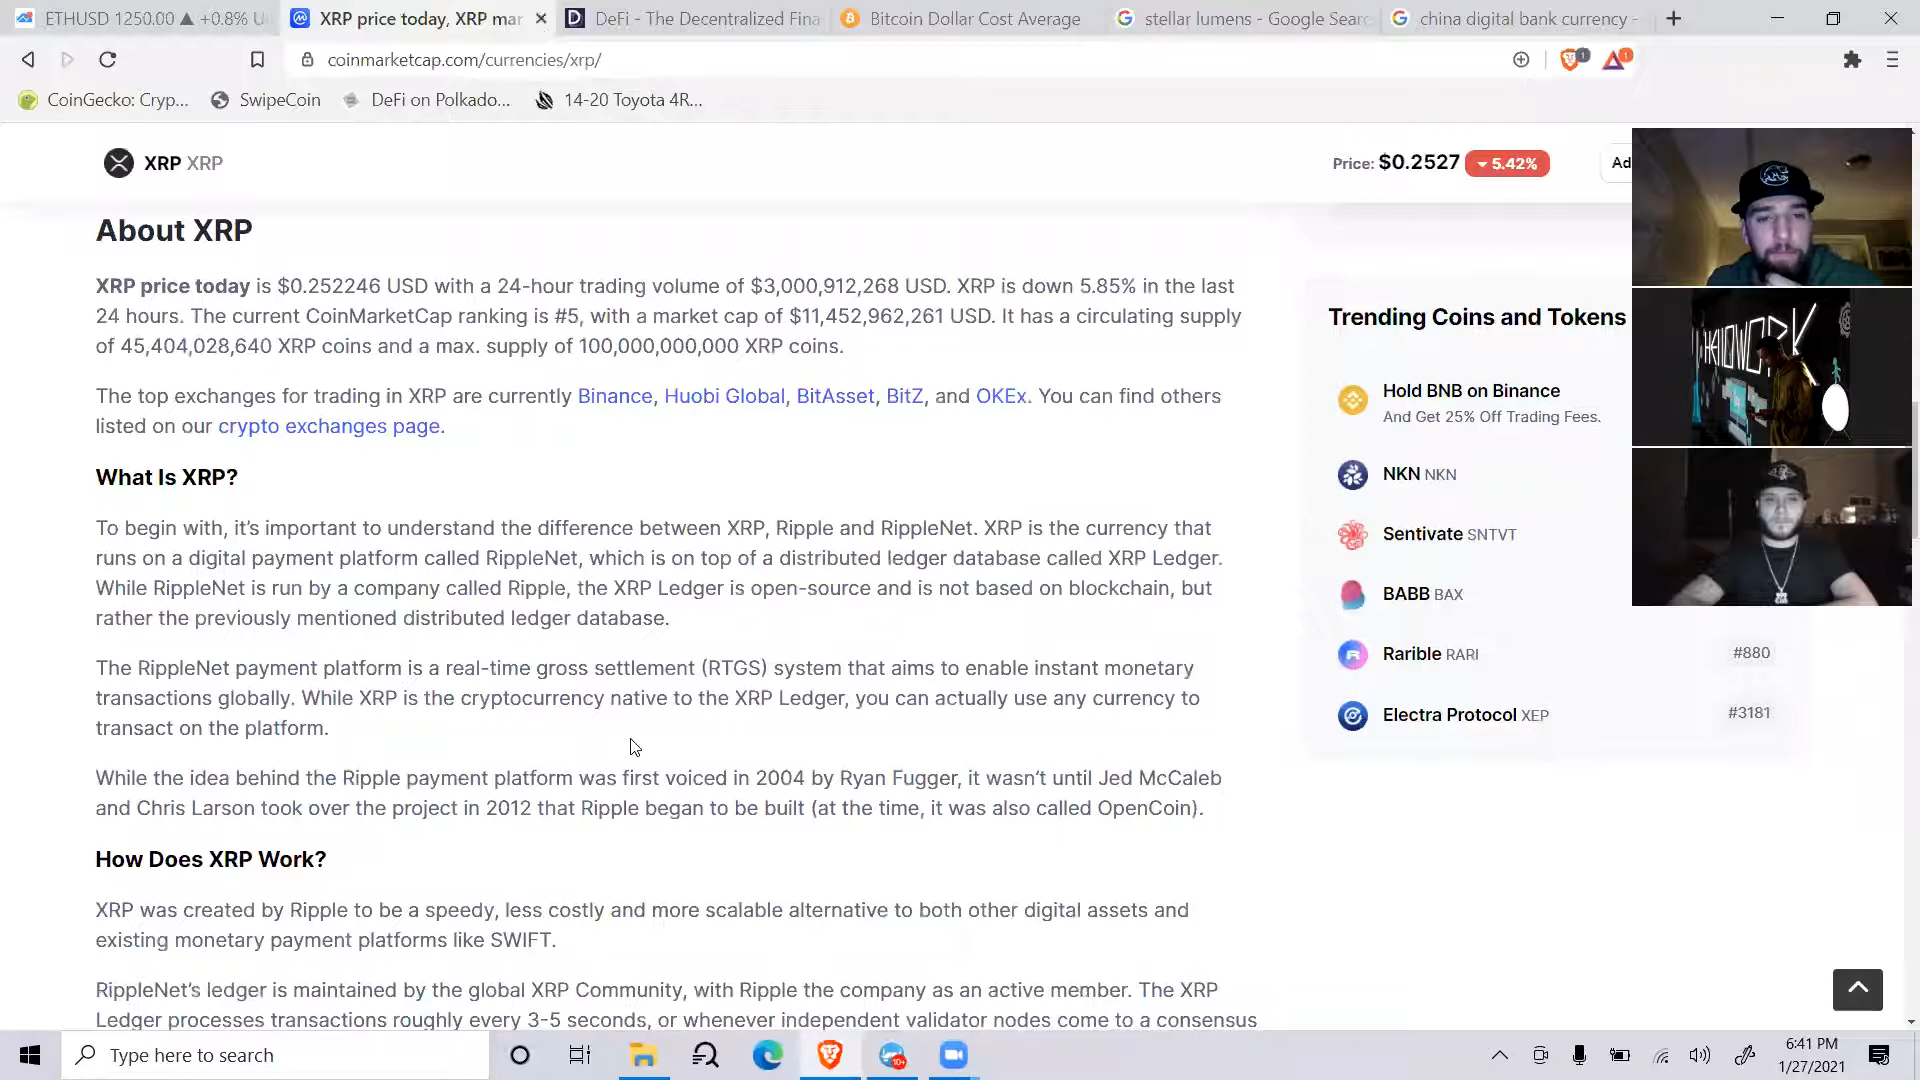 ETHUSD 1250.00 ▲ +0.8% U
XRP price today, XRP mar
DeFi - The Decentralized Fina
Bitcoin Dollar Cost Average
stellar lumens - Google Searc
china digital bank currency -
coinmarketcap.com/currencies/xrp/
1
1
CoinGecko: Cryp...
SwipeCoin
DeFi on Polkado...
14-20 Toyota 4R...
XRP XRP
Price: $0.2527
5.42%
Ad
About XRP
XRP price today is $0.252246 USD with a 24-hour trading volume of $3,000,912,268 USD. XRP is down 5.85% in the last
24 hours. The current CoinMarketCap ranking is #5, with a market cap of $11,452,962,261 USD. It has a circulating supply
of 45,404,028,640 XRP coins and a max. supply of 100,000,000,000 XRP coins.
The top exchanges for trading in XRP are currently Binance, Huobi Global, BitAsset, BitZ, and OKEx. You can find others
listed on our crypto exchanges page.
What Is XRP?
To begin with, it's important to understand the difference between XRP, Ripple and RippleNet. XRP is the currency that
runs on a digital payment platform called RippleNet, which is on top of a distributed ledger database called XRP Ledger.
While RippleNet is run by a company called Ripple, the XRP Ledger is open-source and is not based on blockchain, but
rather the previously mentioned distributed ledger database.
The RippleNet payment platform is a real-time gross settlement (RTGS) system that aims to enable instant monetary
transactions globally. While XRP is the cryptocurrency native to the XRP Ledger, you can actually use any currency to
transact on the platform.
While the idea behind the Ripple payment platform was first voiced in 2004 by Ryan Fugger, it wasn't until Jed McCaleb
and Chris Larson took over the project in 2012 that Ripple began to be built (at the time, it was also called OpenCoin).
How Does XRP Work?
XRP was created by Ripple to be a speedy, less costly and more scalable alternative to both other digital assets and
existing monetary payment platforms like SWIFT.
RippleNet's ledger is maintained by the global XRP Community, with Ripple the company as an active member. The XRP
Ledger processes transactions roughly every 3-5 seconds, or whenever independent validator nodes come to a consensus
Trending Coins and Tokens
Hold BNB on Binance
And Get 25% Off Trading Fees.
NKN NKN
Sentivate SNTVT
BABB BAX
Rarible RARI
#880
Electra Protocol XEP
#3181
HELLOWORK
Type here to search
10+
6:41 PM
1/27/2021